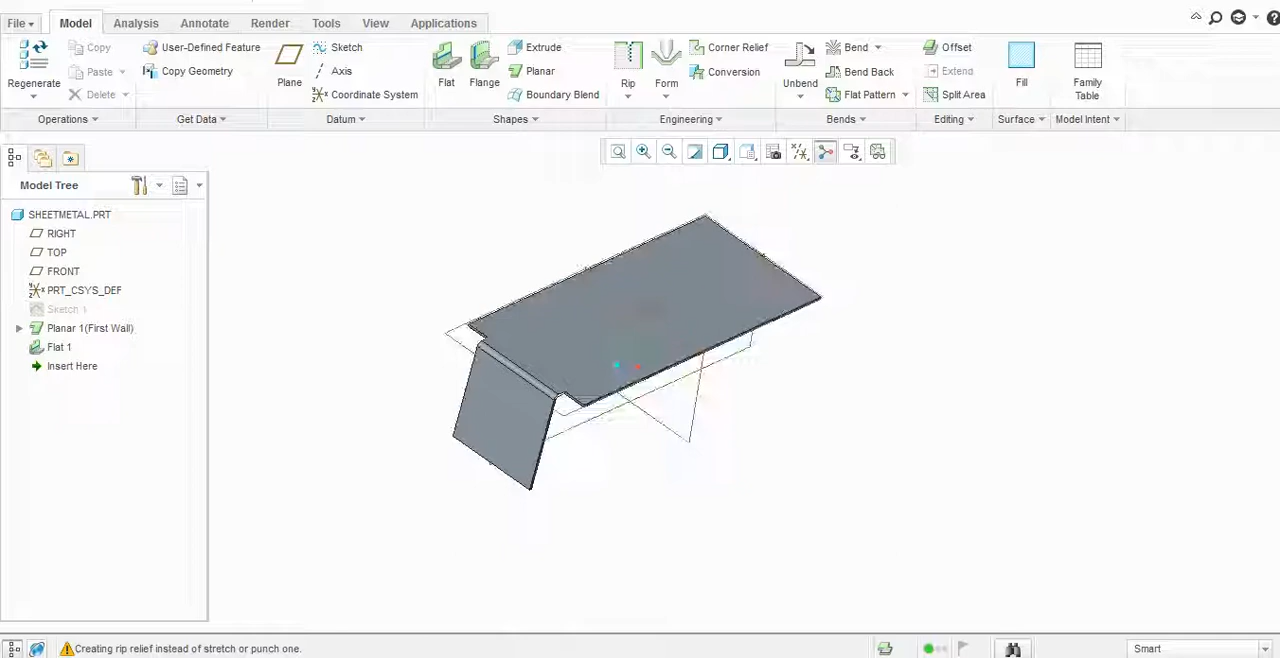 File
Model
Analysis
Annotate
Render
Tools
View
Applications
Regenerate
Copy
Paste
Delete
User-Defined Feature
Copy Geometry
Plane
Sketch
Axis
Coordinate System
Flat
Flange
Extrude
Planar
Boundary Blend
Rip
Form
Corner Relief
Conversion
Unbend
Bend
Bend Back
Flat Pattern
Offset
Extend
Split Area
Fill
Family
Table
Operations
Get Data
Datum
Shapes
Engineering
Bends
Editing
Surface
Model Intent
Model Tree
SHEETMETAL.PRT
RIGHT
TOP
FRONT
PRT_CSYS_DEF
Sketch 1
Planar 1(First Wall)
Flat 1
Insert Here
Creating rip relief instead of stretch or punch one.
Smart